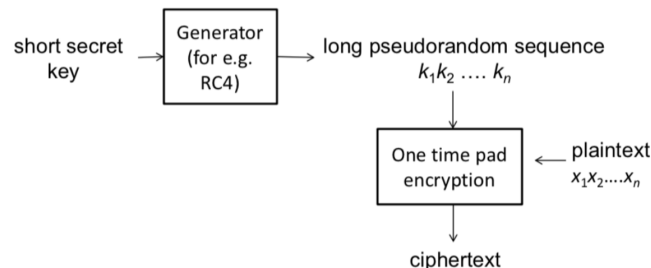 short secret
key
Generator
(for e.g.
RC4)
long pseudorandom sequence
k₁k₂ .... kₙ
One time pad
encryption
plaintext
x₁x₂....xₙ
ciphertext